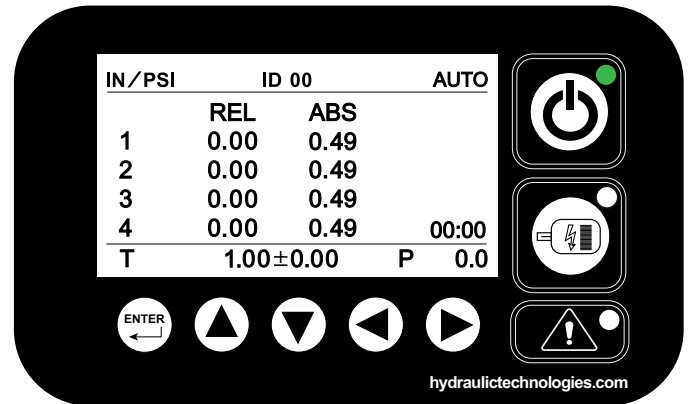 IN/PSI ID 00 AUTO
REL ABS
1 0.00 0.49
2 0.00 0.49
3 0.00 0.49
4 0.00 0.49 00:00
T 1.00±0.00 P 0.0
ENTER
hydraulictechnologies.com